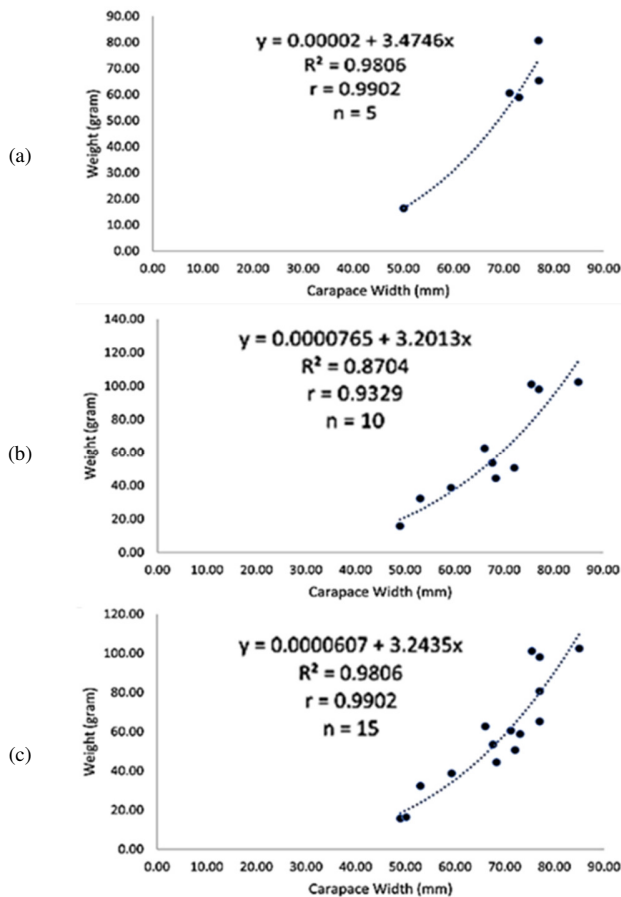 (a)
y = 0.00002 + 3.4746x
R² = 0.9806
r = 0.9902
n = 5
Weight (gram)
90.00
80.00
70.00
60.00
50.00
40.00
30.00
20.00
10.00
0.00
0.00 10.00 20.00 30.00 40.00 50.00 60.00 70.00 80.00 90.00
Carapace Width (mm)
(b)
y = 0.0000765 + 3.2013x
R² = 0.8704
r = 0.9329
n = 10
Weight (gram)
140.00
120.00
100.00
80.00
60.00
40.00
20.00
0.00
0.00 10.00 20.00 30.00 40.00 50.00 60.00 70.00 80.00 90.00
Carapace Width (mm)
(c)
y = 0.0000607 + 3.2435x
R² = 0.9806
r = 0.9902
n = 15
Weight (gram)
120.00
100.00
80.00
60.00
40.00
20.00
0.00
0.00 10.00 20.00 30.00 40.00 50.00 60.00 70.00 80.00 90.00
Carapace Width (mm)